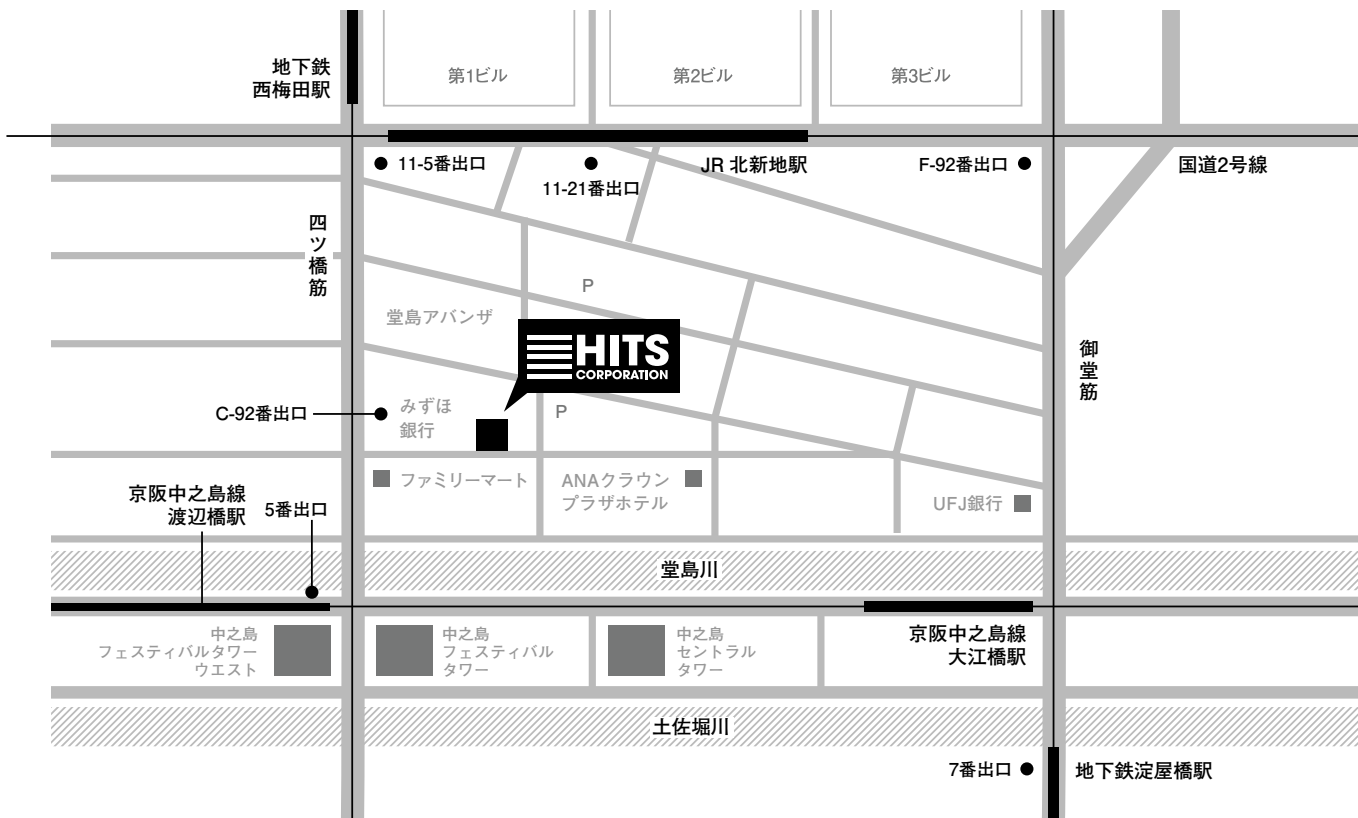 地下鉄
西梅田駅
第1ビル
第2ビル
第3ビル
11-5番出口
11-21番出口
JR 北新地駅
F-92番出口
国道2号線
四ツ橋筋
P
堂島アバンザ
HITS
CORPORATION
御堂筋
C-92番出口
みずほ
銀行
P
ファミリーマート
ANAクラウン
プラザホテル
UFJ銀行
京阪中之島線
渡辺橋駅
5番出口
堂島川
中之島
フェスティバルタワー
ウエスト
中之島
フェスティバル
タワー
中之島
セントラル
タワー
京阪中之島線
大江橋駅
土佐堀川
7番出口
地下鉄淀屋橋駅